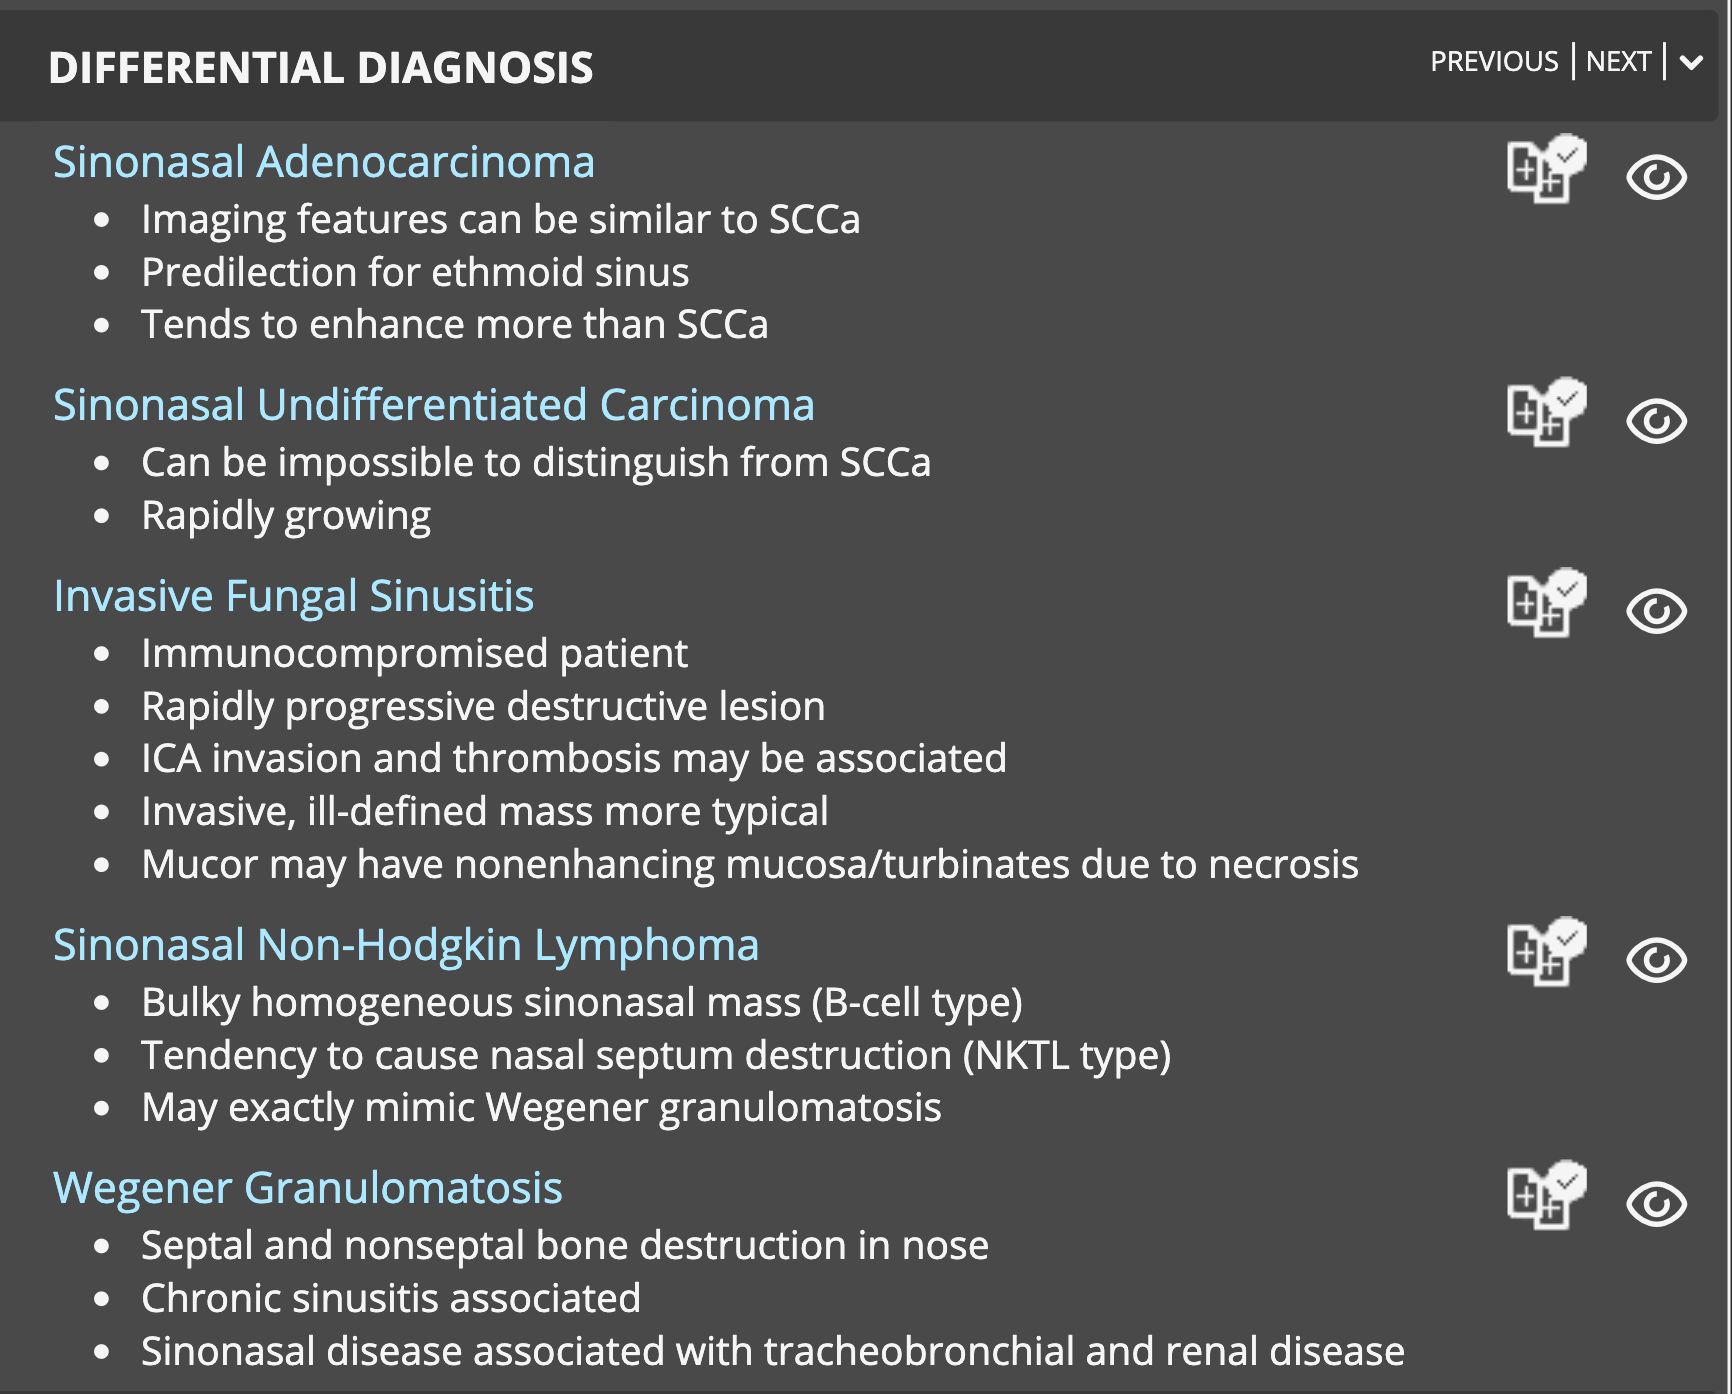 DIFFERENTIAL DIAGNOSIS
PREVIOUS | NEXT |
Sinonasal Adenocarcinoma
• Imaging features can be similar to SCCa
• Predilection for ethmoid sinus
• Tends to enhance more than SCCa
Sinonasal Undifferentiated Carcinoma
• Can be impossible to distinguish from SCCa
• Rapidly growing
Invasive Fungal Sinusitis
• Immunocompromised patient
• Rapidly progressive destructive lesion
• ICA invasion and thrombosis may be associated
• Invasive, ill-defined mass more typical
• Mucor may have nonenhancing mucosa/turbinates due to necrosis
Sinonasal Non-Hodgkin Lymphoma
• Bulky homogeneous sinonasal mass (B-cell type)
• Tendency to cause nasal septum destruction (NKTL type)
• May exactly mimic Wegener granulomatosis
Wegener Granulomatosis
• Septal and nonseptal bone destruction in nose
• Chronic sinusitis associated
• Sinonasal disease associated with tracheobronchial and renal disease